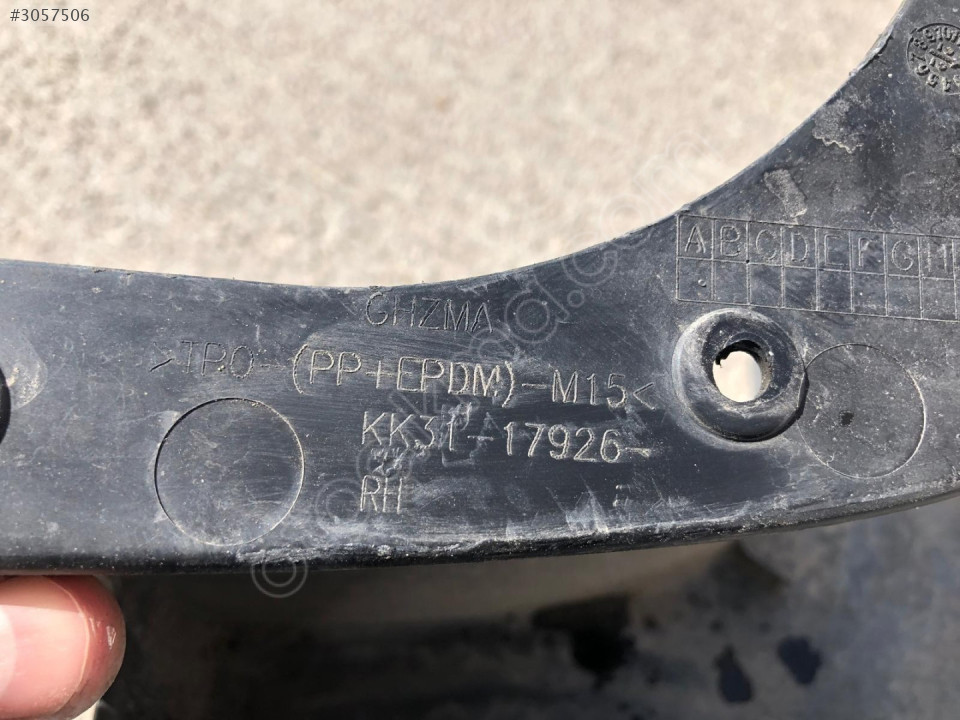 #3057506
A B C D E F G H
GHZMA
>TPO-(PP+EPDM)-M15<
KK31-17926-
RH